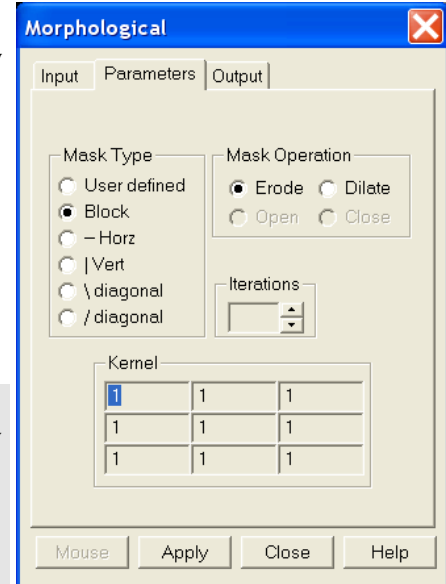 Morphological
Input Parameters Output
Mask Type
User defined
Block
– Horz
| Vert
\ diagonal
/ diagonal
Mask Operation
Erode Dilate
Open Close
Iterations
Kernel
1 1 1
1 1 1
1 1 1
Mouse Apply Close Help